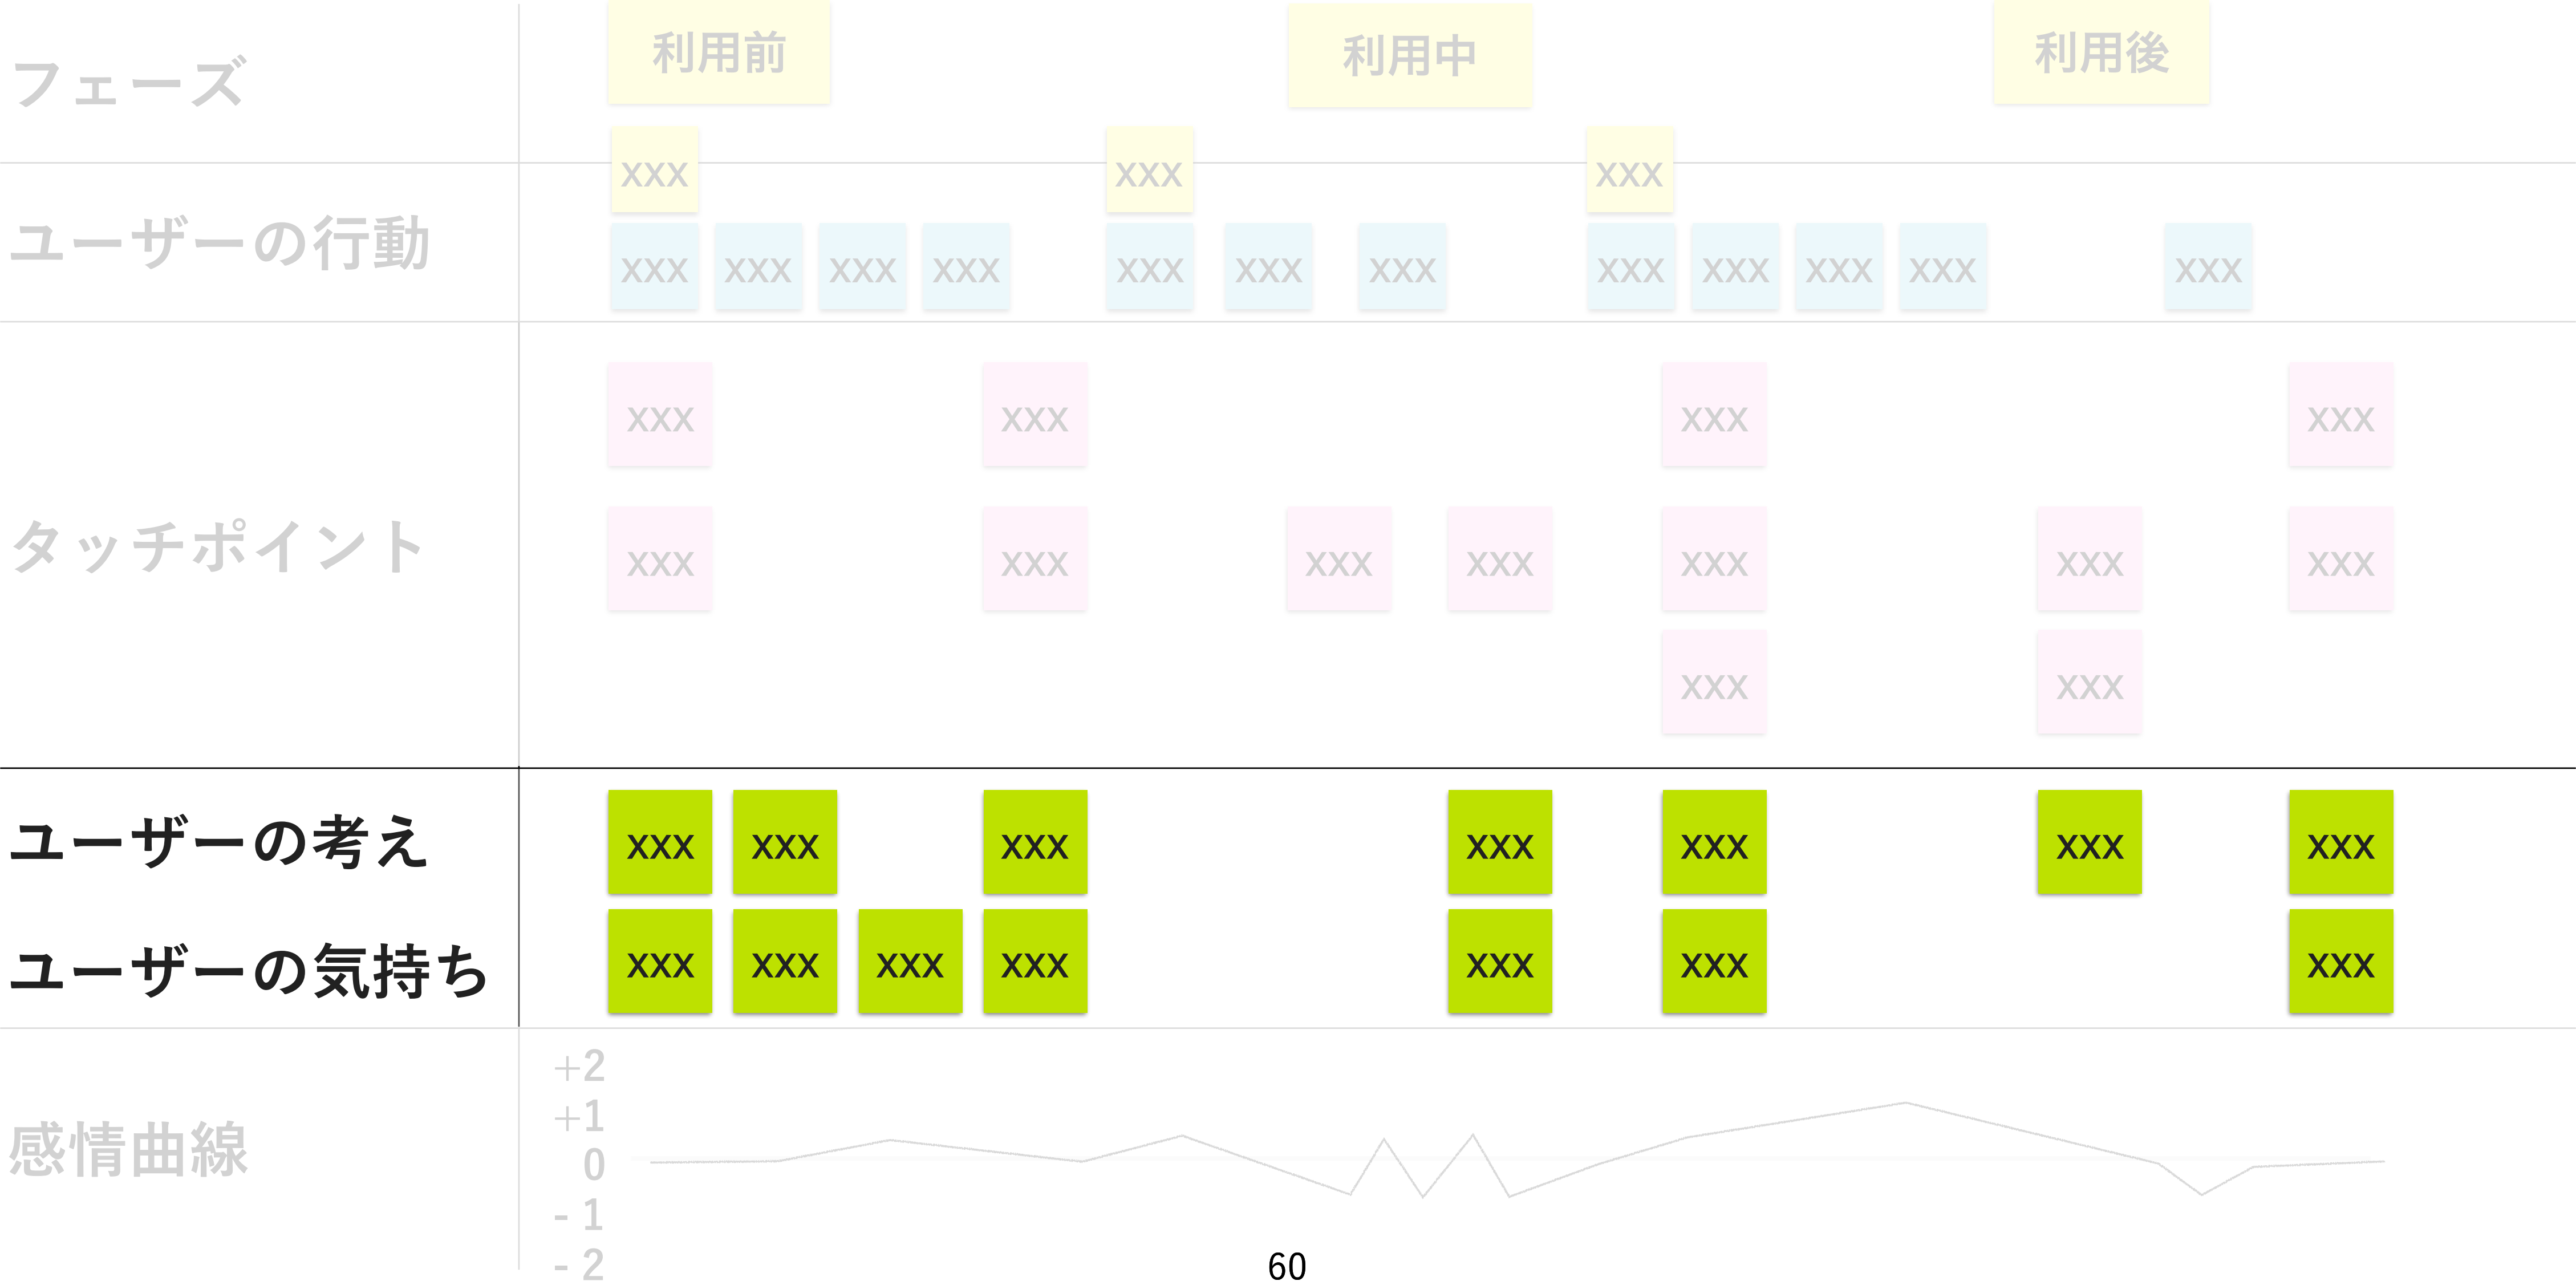 フェーズ
利用前 利用中 利用後
xxx xxx xxx
ユーザーの行動
xxx xxx xxx xxx xxx xxx xxx xxx xxx xxx xxx xxx
xxx xxx xxx xxx
タッチポイント
xxx xxx xxx xxx xxx xxx xxx
xxx xxx
ユーザーの考え
xxx xxx xxx xxx xxx xxx xxx
ユーザーの気持ち
xxx xxx xxx xxx xxx xxx xxx
感情曲線
+2
+1
0
- 1
- 2
60